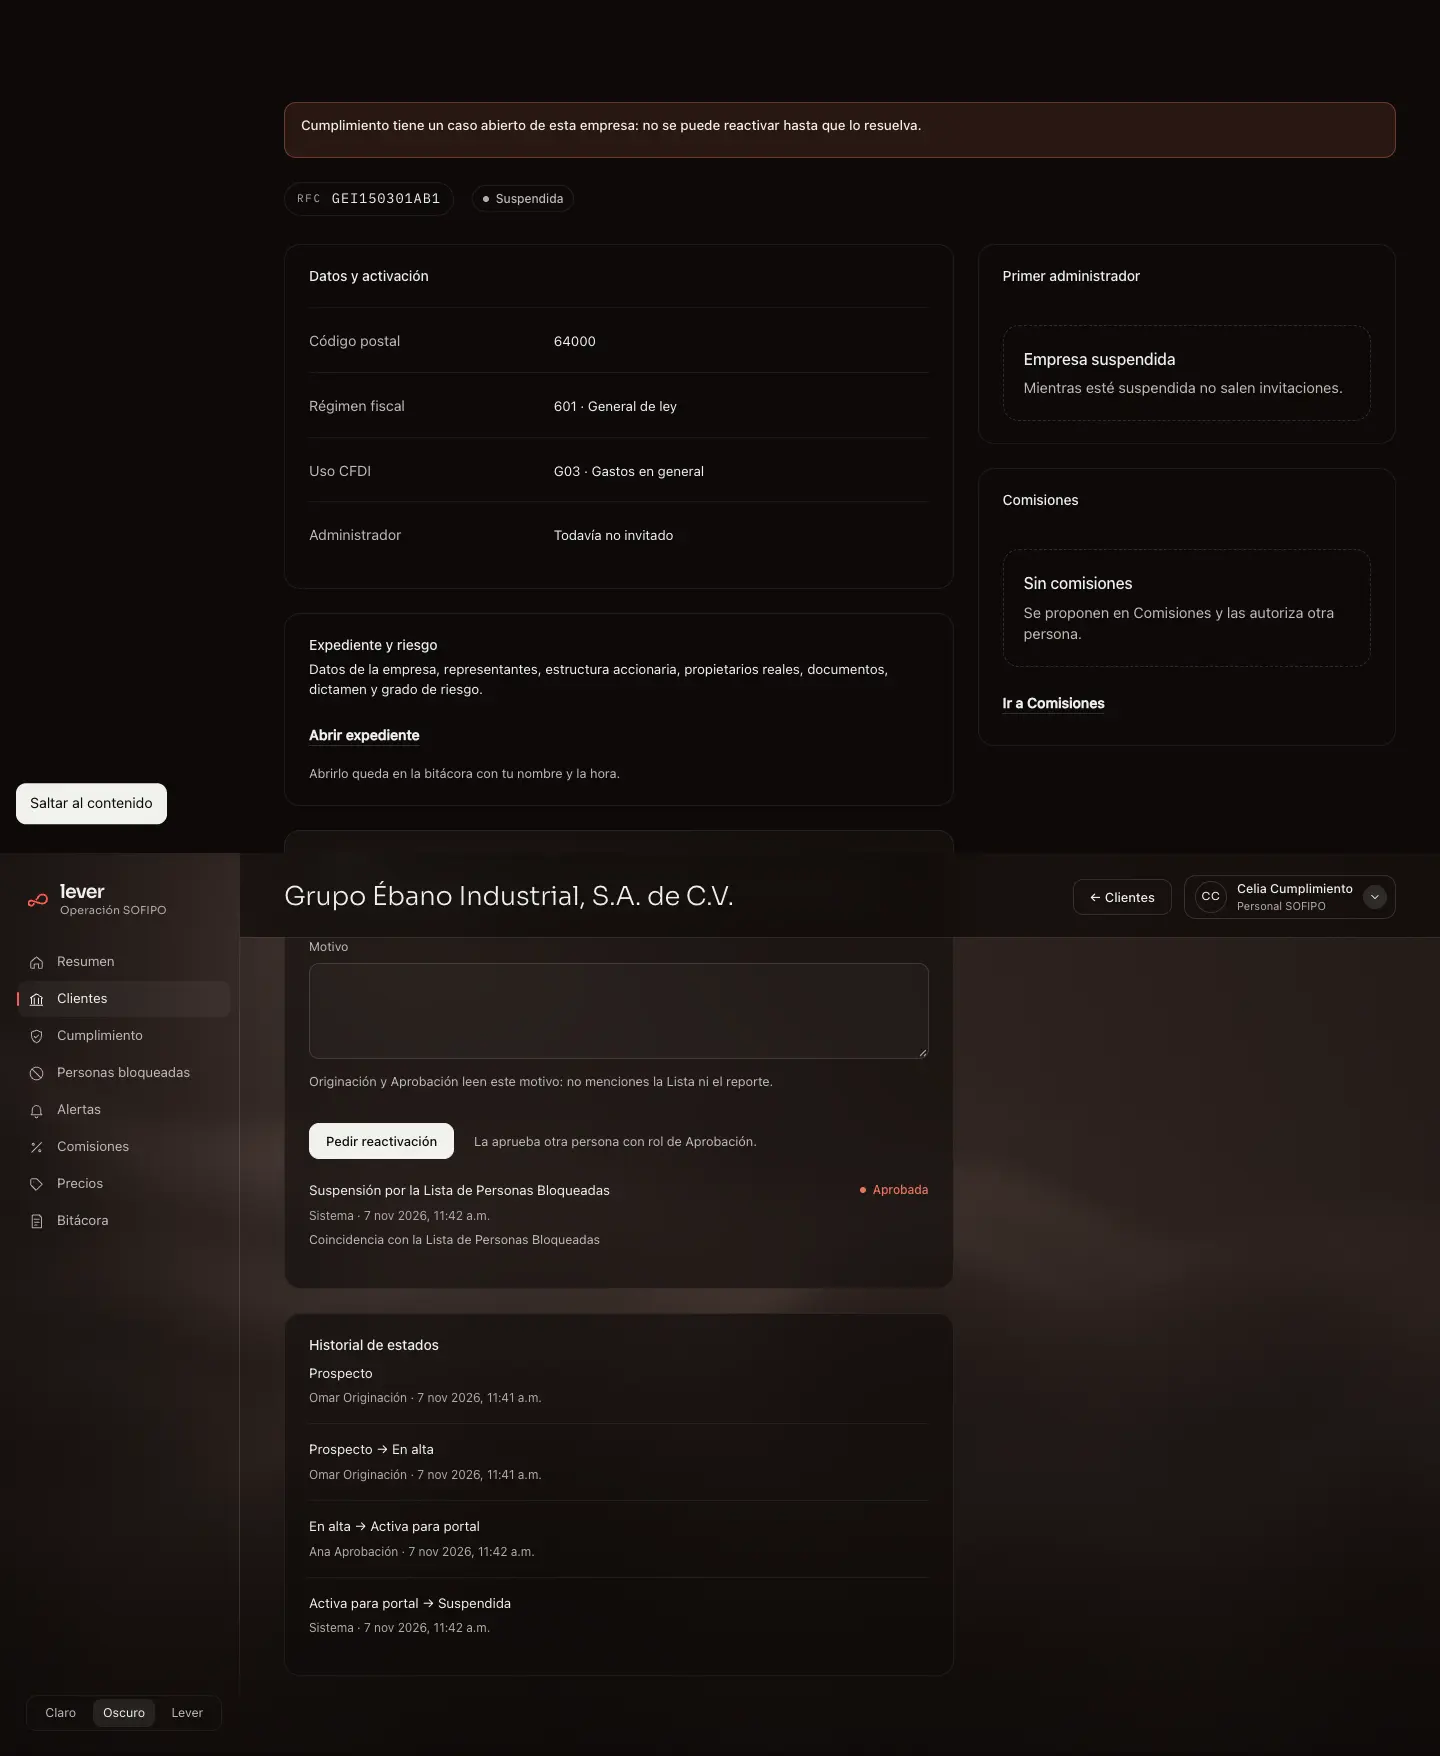 Cumplimiento tiene un caso abierto de esta empresa: no se puede reactivar hasta que lo resuelva.
RFC GEI150301AB1
Suspendida
Datos y activación
Código postal
64000
Régimen fiscal
601 · General de ley
Uso CFDI
G03 · Gastos en general
Administrador
Todavía no invitado
Primer administrador
Empresa suspendida
Mientras esté suspendida no salen invitaciones.
Comisiones
Sin comisiones
Se proponen en Comisiones y las autoriza otra
persona.
Ir a Comisiones
Expediente y riesgo
Datos de la empresa, representantes, estructura accionaria, propietarios reales, documentos,
dictamen y grado de riesgo.
Abrir expediente
Abrirlo queda en la bitácora con tu nombre y la hora.
Saltar al contenido
lever
Operación SOFIPO
Resumen
Clientes
Cumplimiento
Personas bloqueadas
Alertas
Comisiones
Precios
Bitácora
Claro
Oscuro
Lever
Grupo Ébano Industrial, S.A. de C.V.
← Clientes
CC
Celia Cumplimiento
Personal SOFIPO
Motivo
Originación y Aprobación leen este motivo: no menciones la Lista ni el reporte.
Pedir reactivación
La aprueba otra persona con rol de Aprobación.
Suspensión por la Lista de Personas Bloqueadas
Aprobada
Sistema · 7 nov 2026, 11:42 a.m.
Coincidencia con la Lista de Personas Bloqueadas
Historial de estados
Prospecto
Omar Originación · 7 nov 2026, 11:41 a.m.
Prospecto → En alta
Omar Originación · 7 nov 2026, 11:41 a.m.
En alta → Activa para portal
Ana Aprobación · 7 nov 2026, 11:42 a.m.
Activa para portal → Suspendida
Sistema · 7 nov 2026, 11:42 a.m.